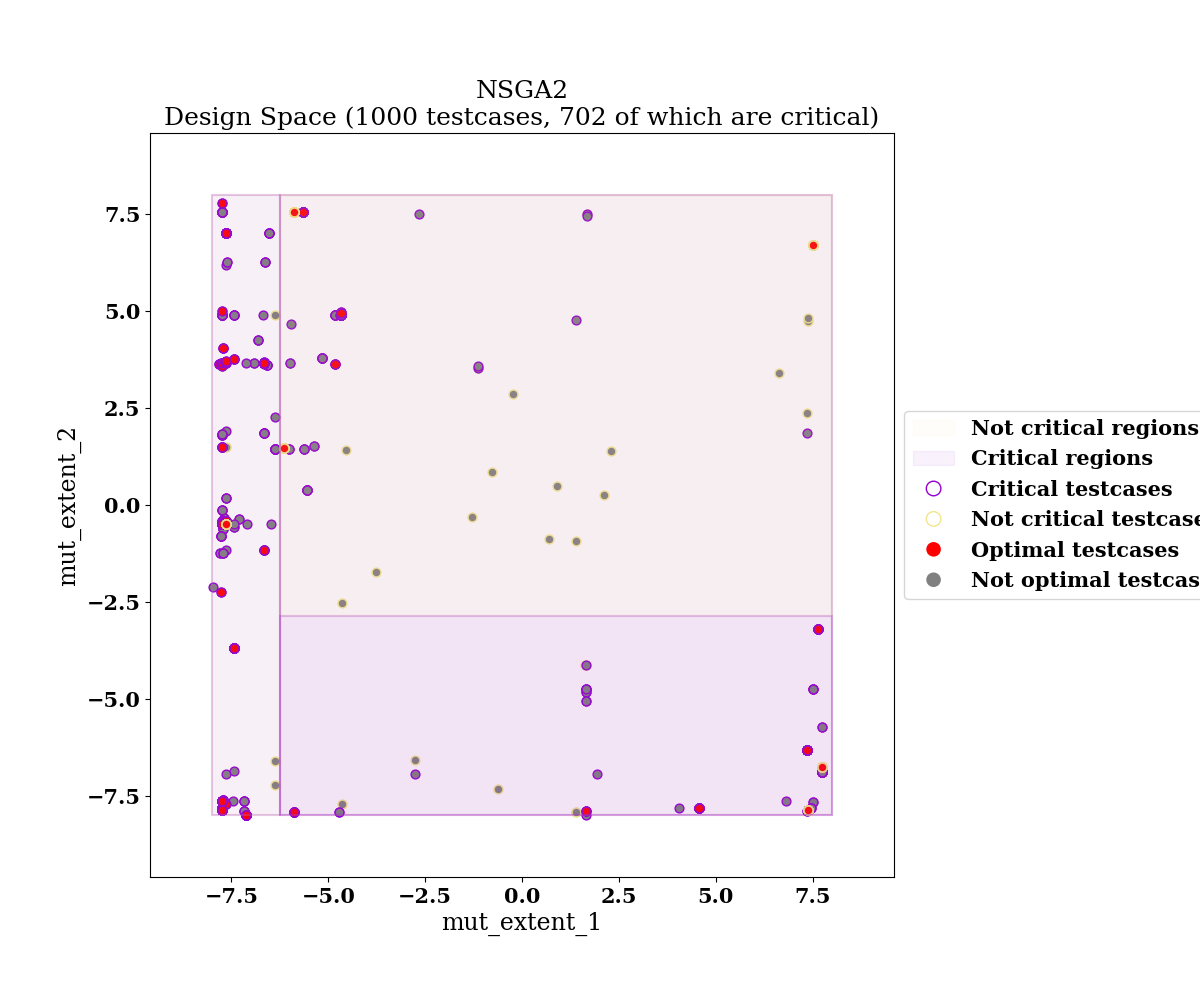 NSGA2
Design Space (1000 testcases, 702 of which are critical)
7.5
5.0
2.5
0.0
−2.5
−5.0
−7.5
mut_extent_2
−7.5
−5.0
−2.5
0.0
2.5
5.0
7.5
mut_extent_1
Not critical regions
Critical regions
Critical testcases
Not critical testcase
Optimal testcases
Not optimal testcas